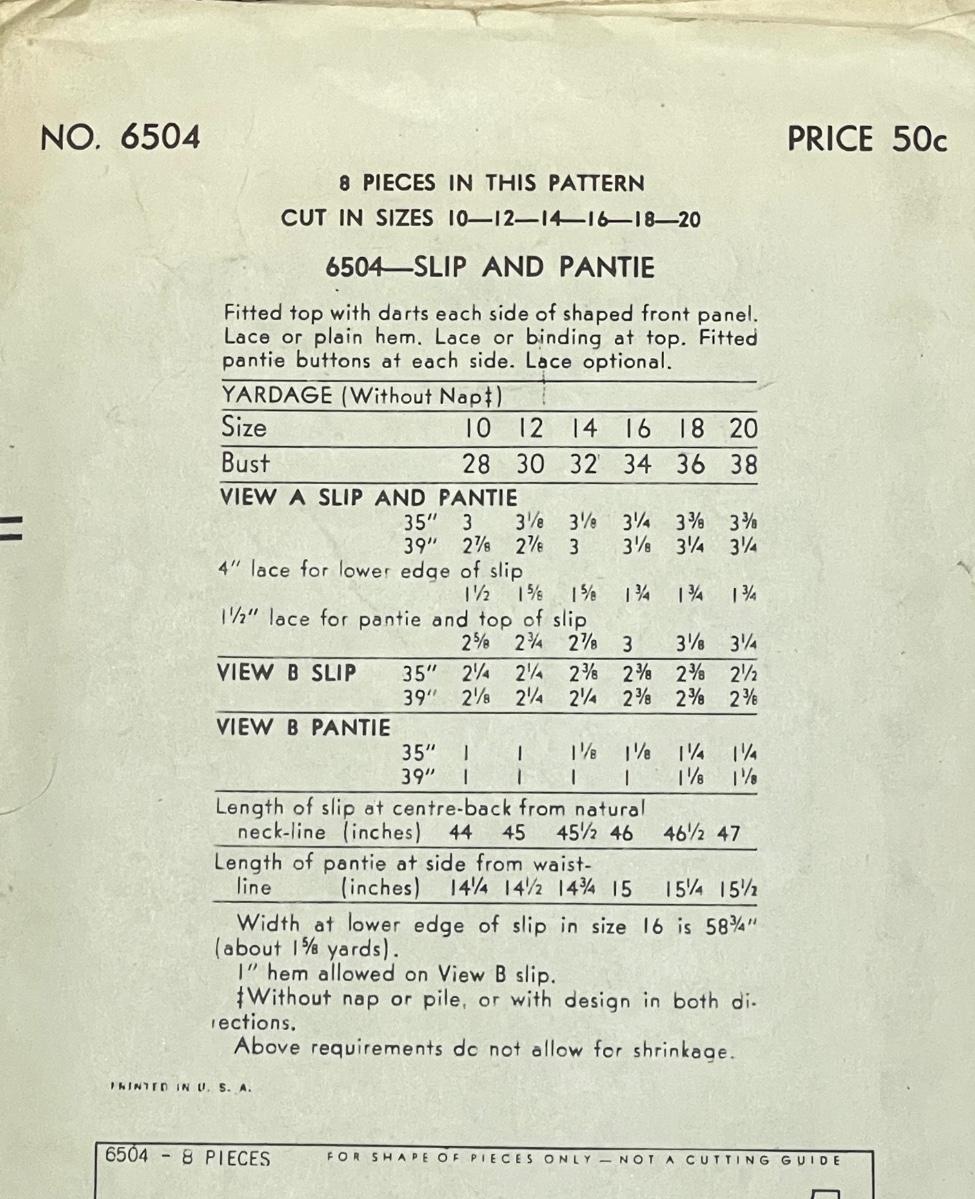 NO. 6504
PRICE 50c
8 PIECES IN THIS PATTERN
CUT IN SIZES 10—12—14—16—18—20
6504—SLIP AND PANTIE
Fitted top with darts each side of shaped front panel.
Lace or plain hem. Lace or binding at top. Fitted
pantie buttons at each side. Lace optional.
YARDAGE (Without Nap‡)
Size 10 12 14 16 18 20
Bust 28 30 32 34 36 38
VIEW A SLIP AND PANTIE
35" 3 3⅛ 3⅛ 3¼ 3⅜ 3⅜
39" 2⅞ 2⅞ 3 3⅛ 3¼ 3¼
4" lace for lower edge of slip
1½ 1⅝ 1⅝ 1¾ 1¾ 1¾
1½" lace for pantie and top of slip
2⅝ 2¾ 2⅞ 3 3⅛ 3¼
VIEW B SLIP 35" 2¼ 2¼ 2⅜ 2⅜ 2⅜ 2½
39" 2⅛ 2¼ 2¼ 2⅜ 2⅜ 2⅜
VIEW B PANTIE
35" 1 1 1⅛ 1⅛ 1¼ 1¼
39" 1 1 1 1 1⅛ 1⅛
Length of slip at centre-back from natural
neck-line (inches) 44 45 45½ 46 46½ 47
Length of pantie at side from waist-
line (inches) 14¼ 14½ 14¾ 15 15¼ 15½
Width at lower edge of slip in size 16 is 58¾"
(about 1⅝ yards).
1" hem allowed on View B slip.
‡Without nap or pile, or with design in both di-
rections.
Above requirements do not allow for shrinkage.
PRINTED IN U. S. A.
6504 - 8 PIECES
FOR SHAPE OF PIECES ONLY — NOT A CUTTING GUIDE